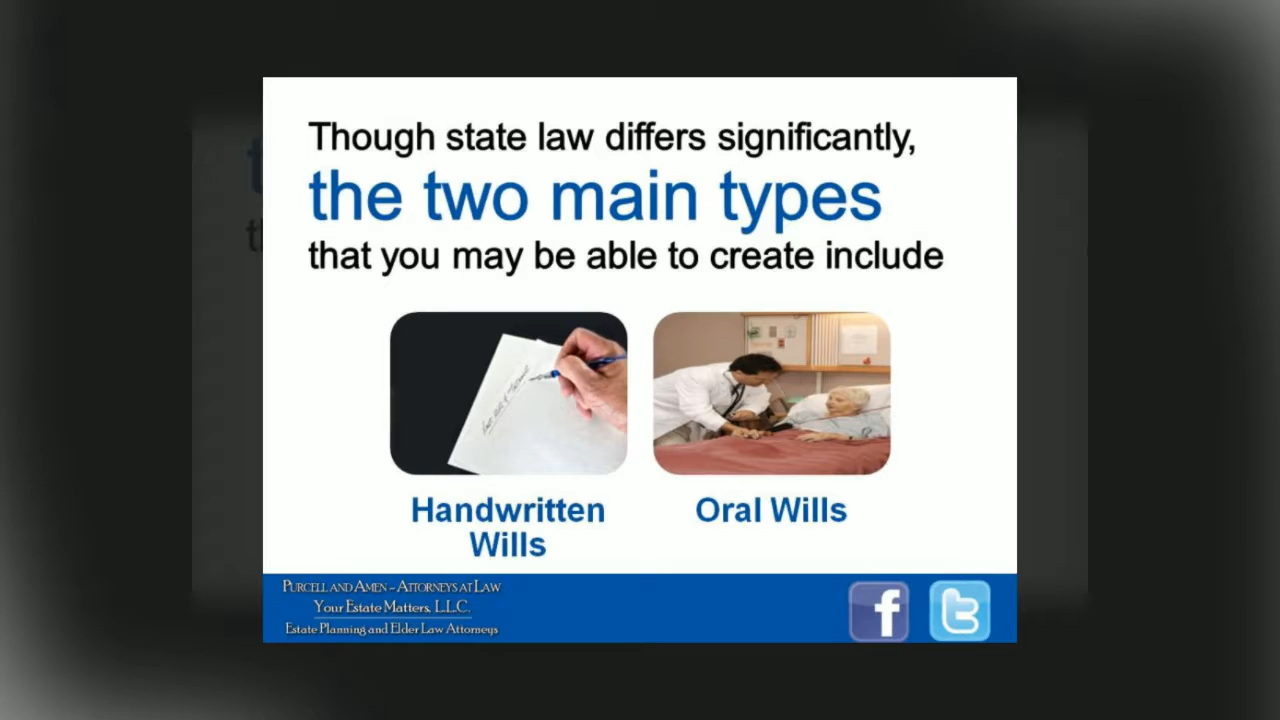 Though state law differs significantly,
the two main types
that you may be able to create include
Handwritten
Wills
Oral Wills
PURCELL AND AMEN - ATTORNEYS AT LAW
Your Estate Matters, L.L.C.
Estate Planning and Elder Law Attorneys